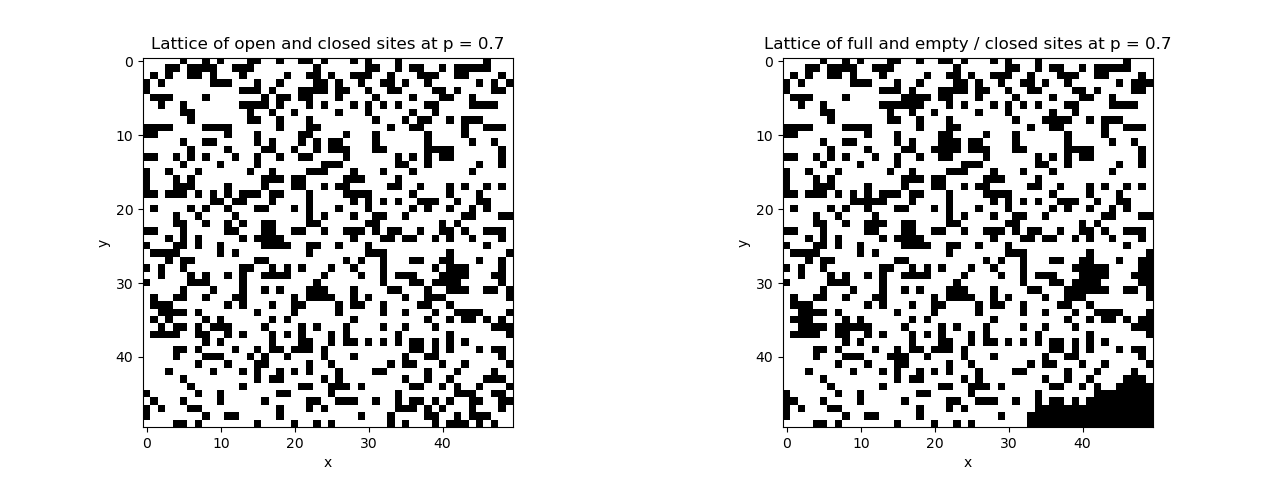 Lattice of open and closed sites at p = 0.7
0
10
20
30
40
y
0 10 20 30 40
x
Lattice of full and empty / closed sites at p = 0.7
0
10
20
30
40
y
0 10 20 30 40
x